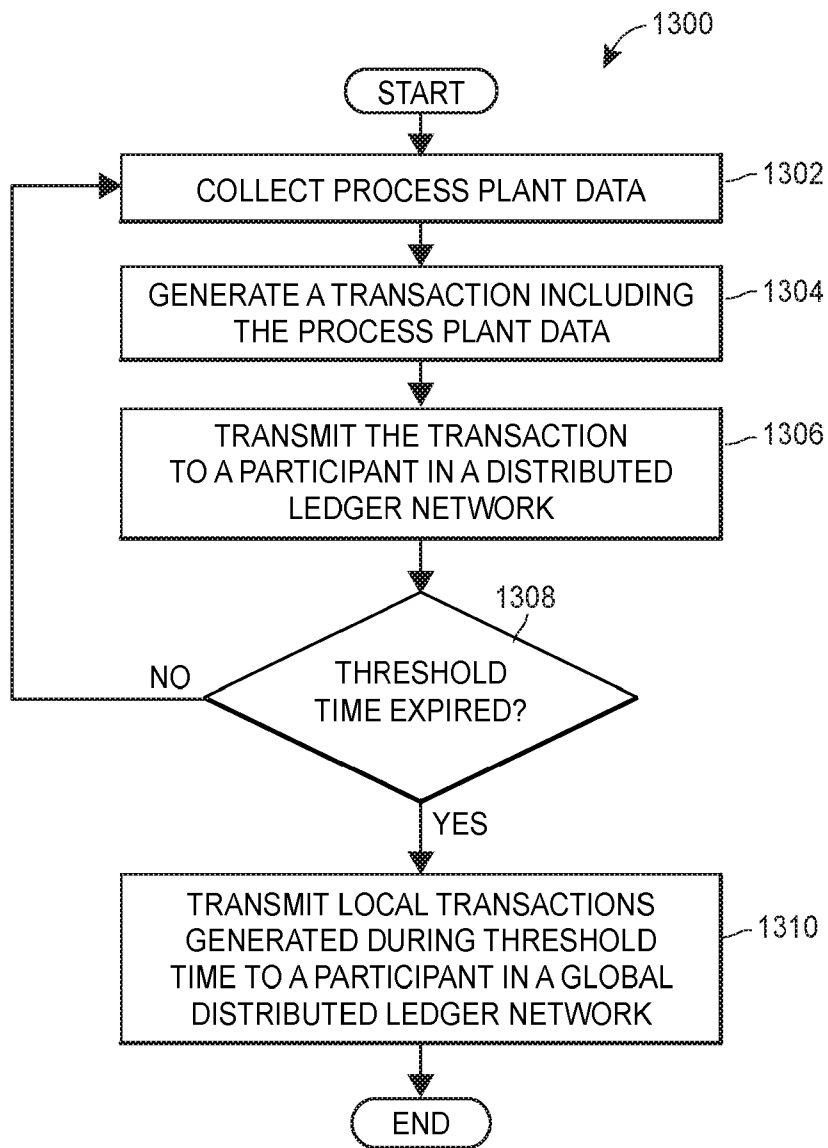 1300
START
COLLECT PROCESS PLANT DATA
1302
GENERATE A TRANSACTION INCLUDING
THE PROCESS PLANT DATA
1304
TRANSMIT THE TRANSACTION
TO A PARTICIPANT IN A DISTRIBUTED
LEDGER NETWORK
1306
1308
THRESHOLD
TIME EXPIRED?
NO
YES
TRANSMIT LOCAL TRANSACTIONS
GENERATED DURING THRESHOLD
TIME TO A PARTICIPANT IN A GLOBAL
DISTRIBUTED LEDGER NETWORK
1310
END